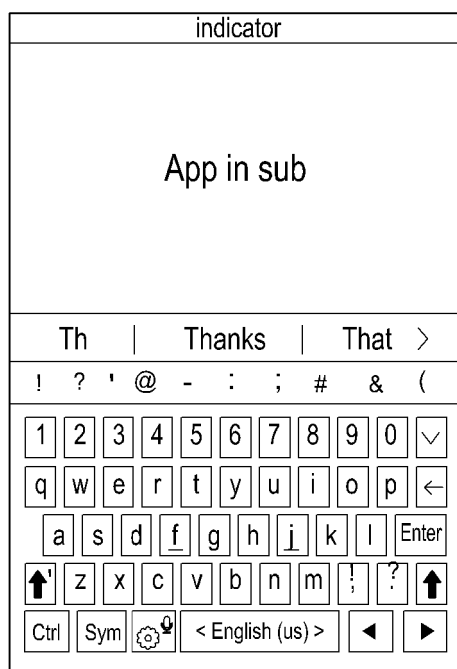 indicator
App in sub
Th | Thanks | That >
! ? ' @ - : ; # & (
1 2 3 4 5 6 7 8 9 0
q w e r t y u i o p ←
a s d f g h j k l Enter
⬆' z x c v b n m !; ?. ⬆
Ctrl Sym < English (us) > ◀ ▶